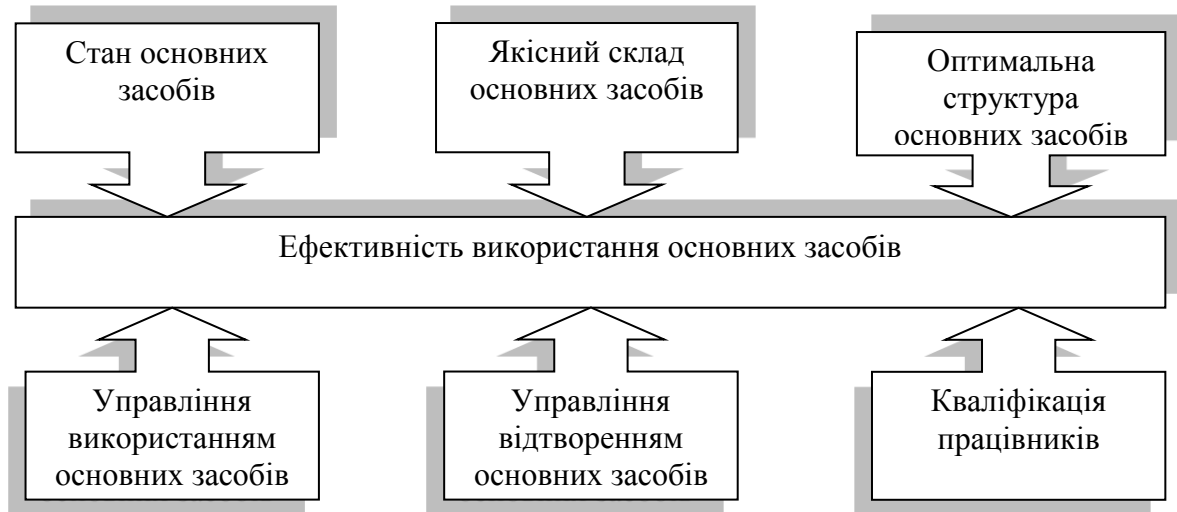 Стан основних
засобів
Якісний склад
основних засобів
Оптимальна
структура
основних засобів
Ефективність використання основних засобів
Управління
використанням
основних засобів
Управління
відтворенням
основних засобів
Кваліфікація
працівників